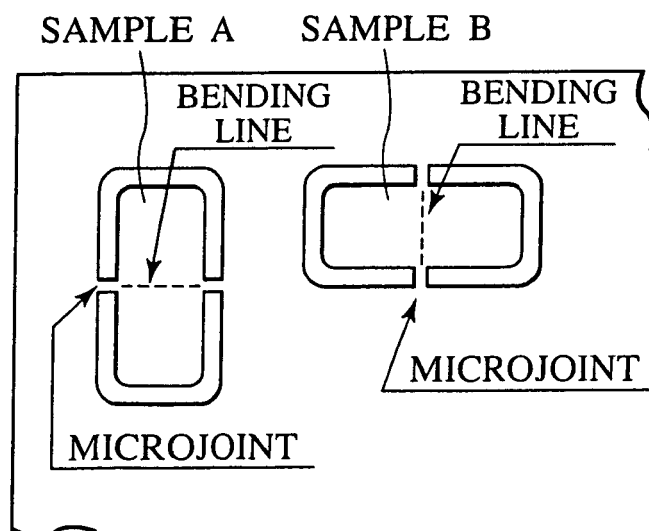 SAMPLE A
SAMPLE B
BENDING
LINE
BENDING
LINE
MICROJOINT
MICROJOINT